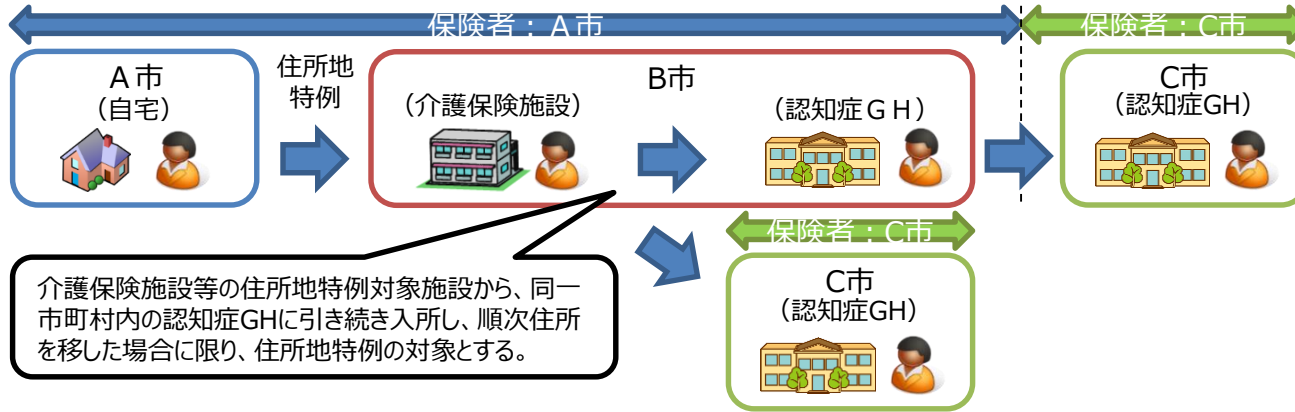 保険者：Ａ市
保険者：C市
Ａ市
（自宅）
住所地
特例
B市
（介護保険施設）
（認知症ＧＨ）
C市
（認知症GH）
保険者：C市
C市
（認知症GH）
介護保険施設等の住所地特例対象施設から、同一
市町村内の認知症GHに引き続き入所し、順次住所
を移した場合に限り、住所地特例の対象とする。